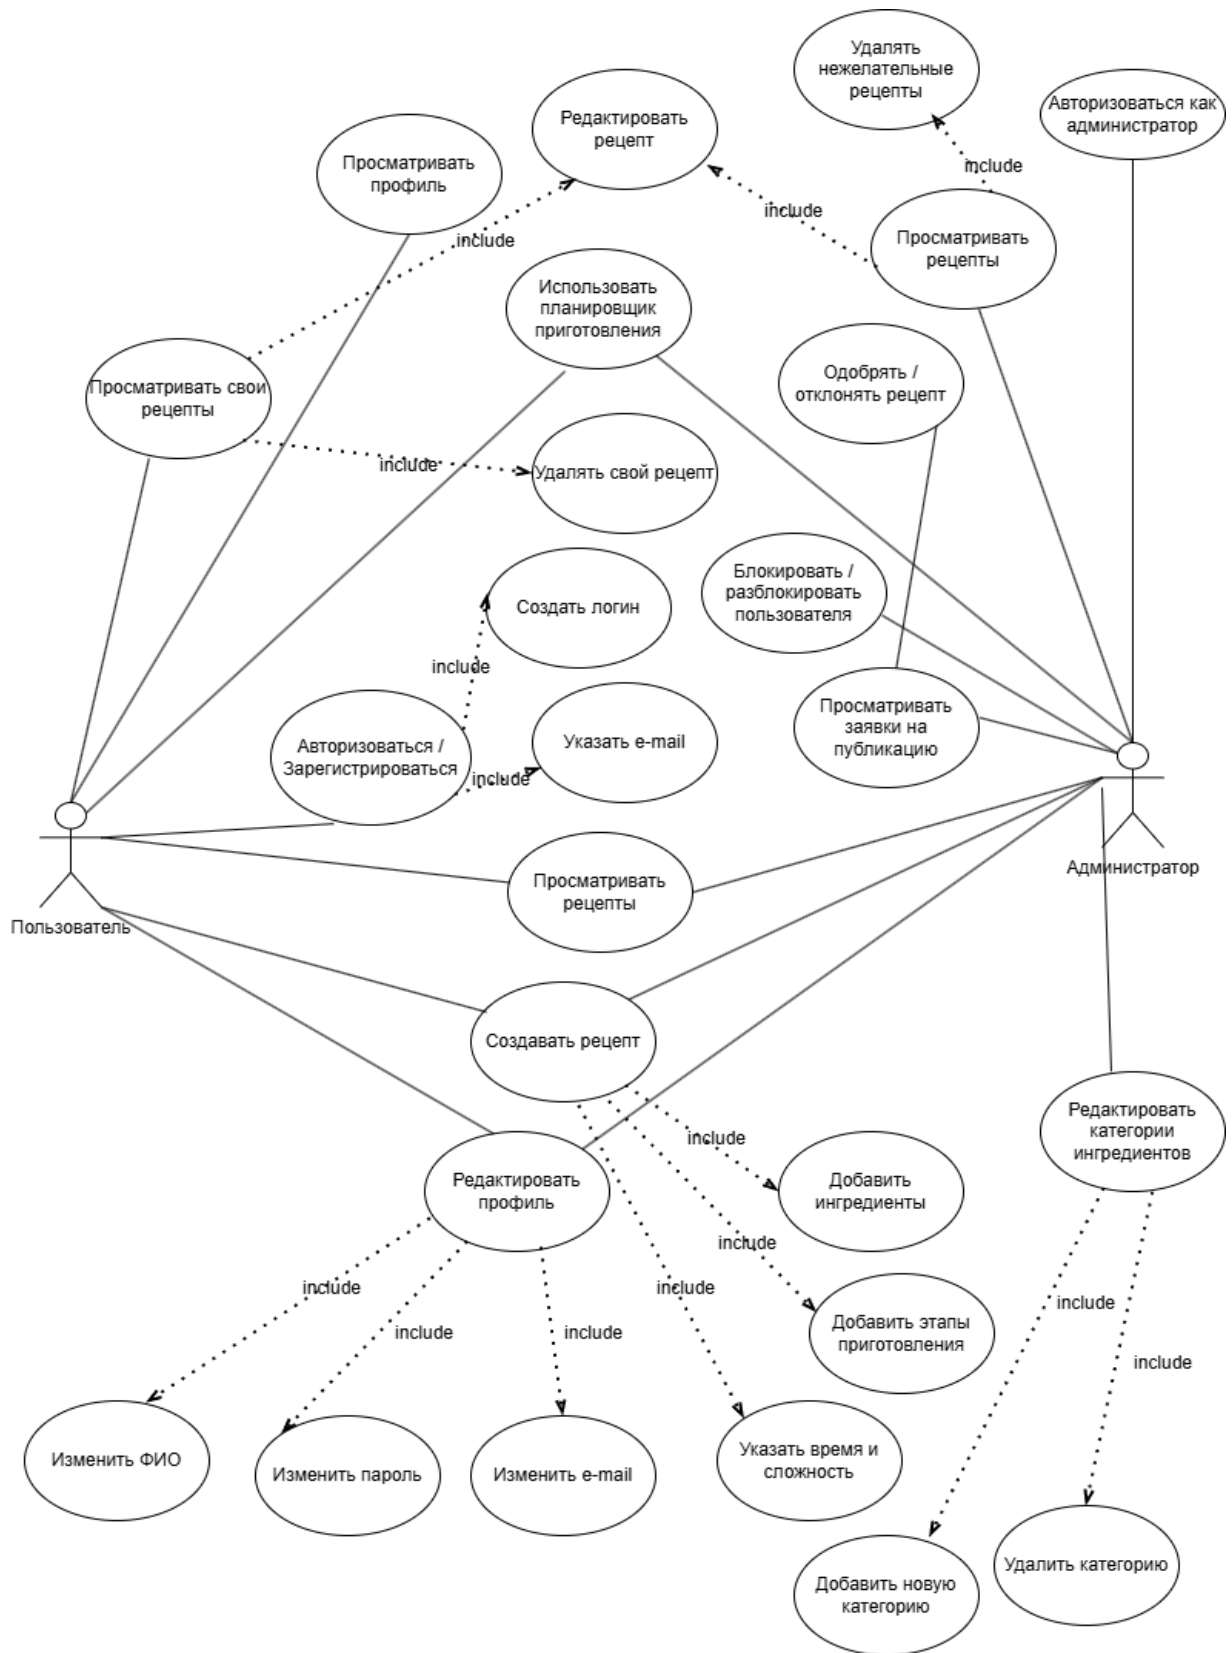 Удалять
нежелательные
рецепты
Авторизоваться как
администратор
Редактировать
рецепт
Просматривать
профиль
include
include
include
Просматривать
рецепты
Использовать
планировщик
приготовления
Одобрять /
отклонять рецепт
Просматривать свои
рецепты
include
Удалять свой рецепт
Блокировать /
разблокировать
пользователя
Создать логин
include
Просматривать
заявки на
публикацию
Указать e-mail
Авторизоваться /
Зарегистрироваться
include
Администратор
Просматривать
рецепты
Пользователь
Создавать рецепт
Редактировать
категории
ингредиентов
include
Редактировать
профиль
Добавить
ингредиенты
include
include
include
include
Добавить этапы
приготовления
include
include
include
include
Изменить ФИО
Изменить пароль
Изменить e-mail
Указать время и
сложность
Удалить категорию
Добавить новую
категорию